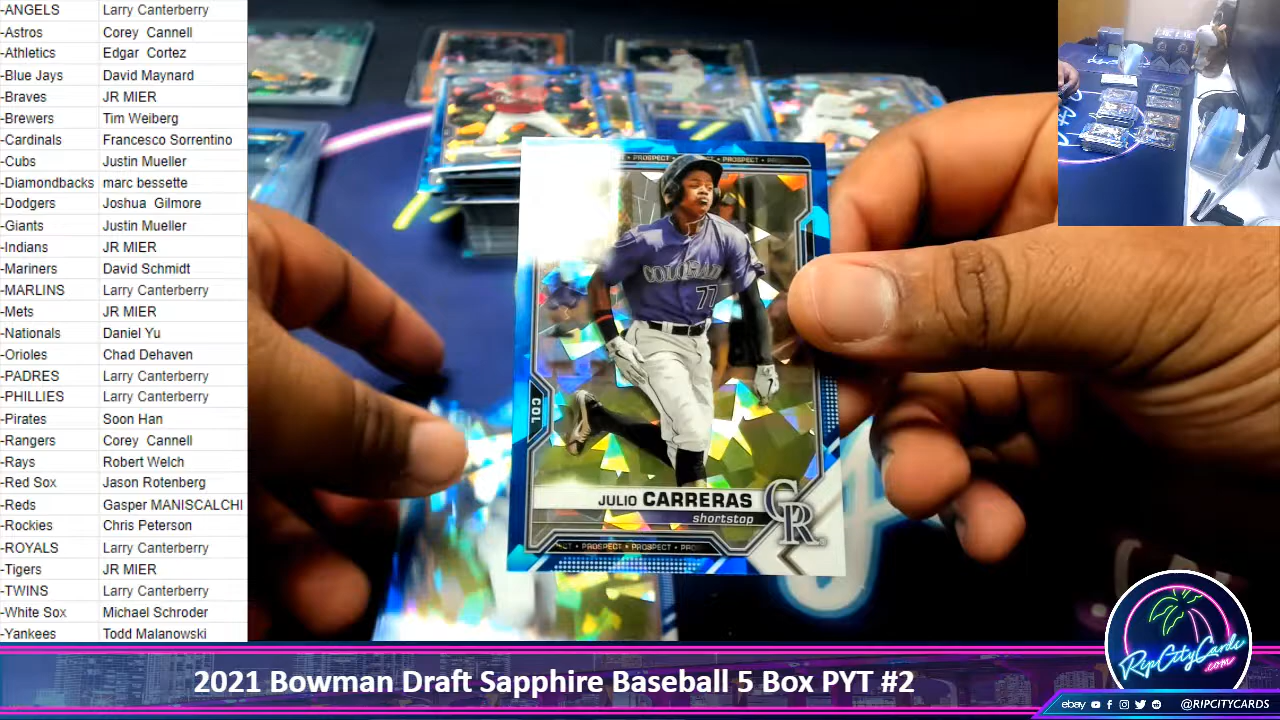 -ANGELS Larry Canterberry
-Astros Corey Cannell
-Athletics Edgar Cortez
-Blue Jays David Maynard
-Braves JR MIER
-Brewers Tim Weiberg
-Cardinals Francesco Sorrentino
-Cubs Justin Mueller
-Diamondbacks marc bessette
-Dodgers Joshua Gilmore
-Giants Justin Mueller
-Indians JR MIER
-Mariners David Schmidt
-MARLINS Larry Canterberry
-Mets JR MIER
-Nationals Daniel Yu
-Orioles Chad Dehaven
-PADRES Larry Canterberry
-PHILLIES Larry Canterberry
-Pirates Soon Han
-Rangers Corey Cannell
-Rays Robert Welch
-Red Sox Jason Rotenberg
-Reds Gasper MANISCALCHI
-Rockies Chris Peterson
-ROYALS Larry Canterberry
-Tigers JR MIER
-TWINS Larry Canterberry
-White Sox Michael Schroder
-Yankees Todd Malanowski
PROSPECT • PROSPECT
COLORAD
77
COL
JULIO CARRERAS
shortstop
CR
PROSPECT • PROSPECT
RipCityCards
.com
2021 Bowman Draft Sapphire Baseball 5 Box PYT #2
ebay @RIPCITYCARDS